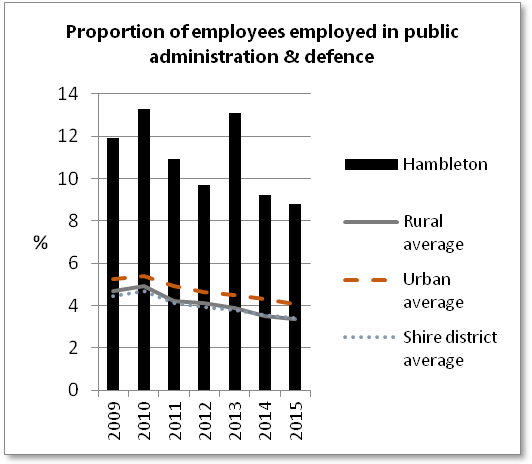 Proportion of employees employed in public
administration & defence
14
12
10
8
6
4
2
0
%
2009
2010
2011
2012
2013
2014
2015
Hambleton
Rural
average
Urban
average
Shire district
average